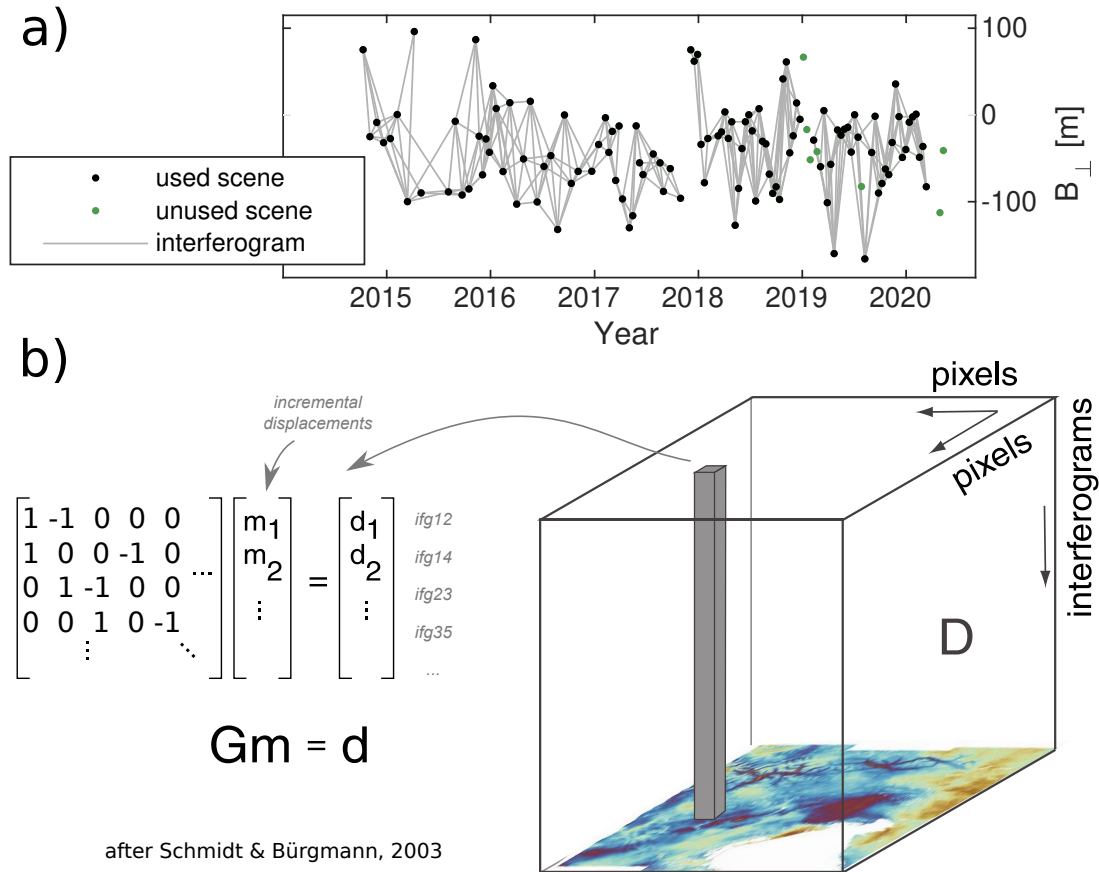 a)
100
0
-100
B⊥ [m]
used scene
unused scene
interferogram
2015 2016 2017 2018 2019 2020
Year
b)
incremental
displacements
pixels
pixels
interferograms
1 -1 0 0 0 m1 d1 ifg12
1 0 0 -1 0 ... m2 = d2 ifg14
0 1 -1 0 0 ⋮ ⋮ ifg23
0 0 1 0 -1 ifg35
⋮ ⋱ ...
D
Gm = d
after Schmidt & Bürgmann, 2003